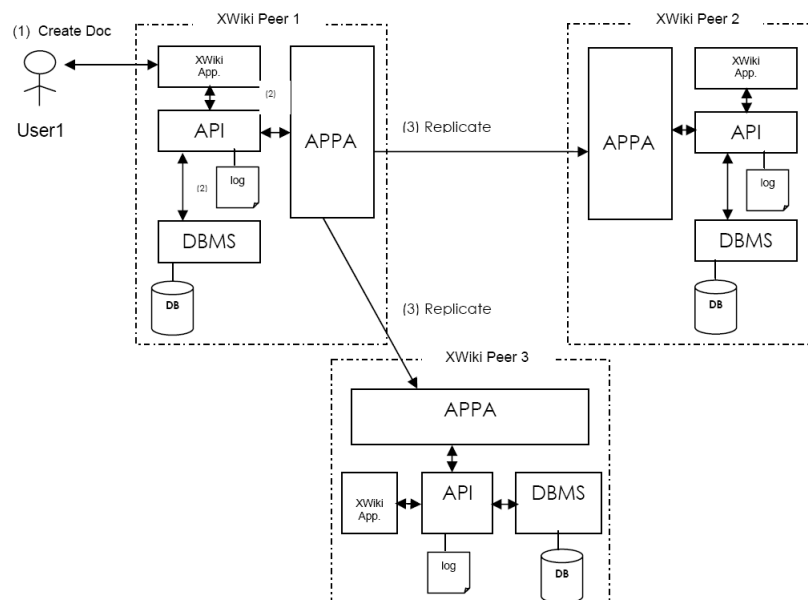 (1) Create Doc
User1
XWiki Peer 1
XWiki
App.
(2)
API
APPA
log
(2)
DBMS
DB
(3) Replicate
XWiki Peer 2
APPA
XWiki
App.
API
log
DBMS
DB
(3) Replicate
XWiki Peer 3
APPA
XWiki
App.
API
DBMS
log
DB